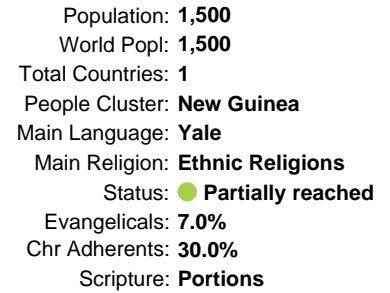 Population: 1,500
World Popl: 1,500
Total Countries: 1
People Cluster: New Guinea
Main Language: Yale
Main Religion: Ethnic Religions
Status: Partially reached
Evangelicals: 7.0%
Chr Adherents: 30.0%
Scripture: Portions